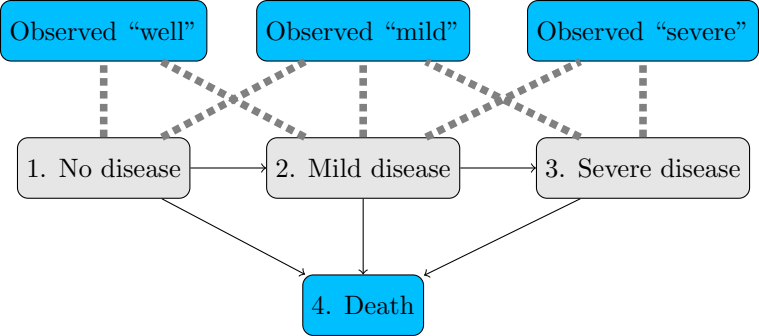 Observed “well”
Observed “mild”
Observed “severe”
1. No disease
2. Mild disease
3. Severe disease
4. Death